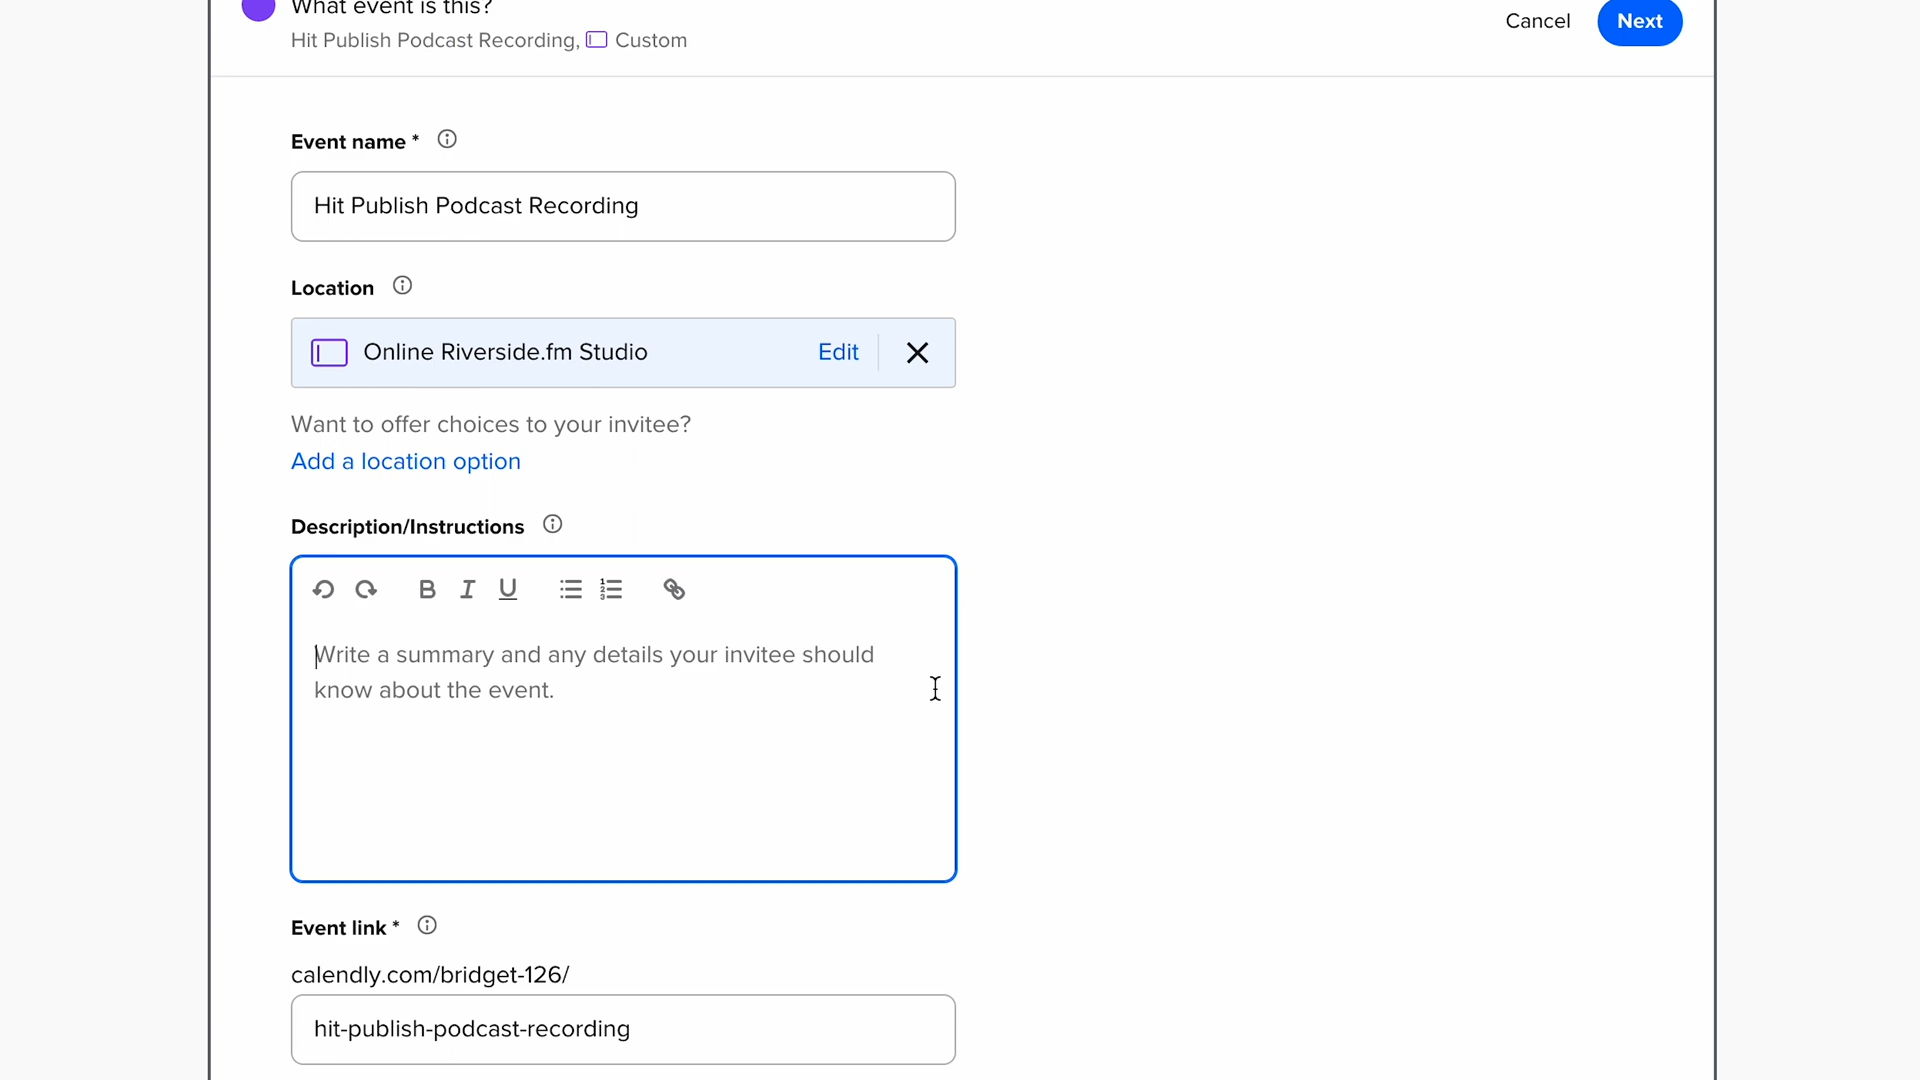 What event is this?
Hit Publish Podcast Recording, Custom
Cancel
Next
Event name *
Hit Publish Podcast Recording
Location
Online Riverside.fm Studio
Edit
Want to offer choices to your invitee?
Add a location option
Description/Instructions
B I U
Write a summary and any details your invitee should
know about the event.
Event link *
calendly.com/bridget-126/
hit-publish-podcast-recording